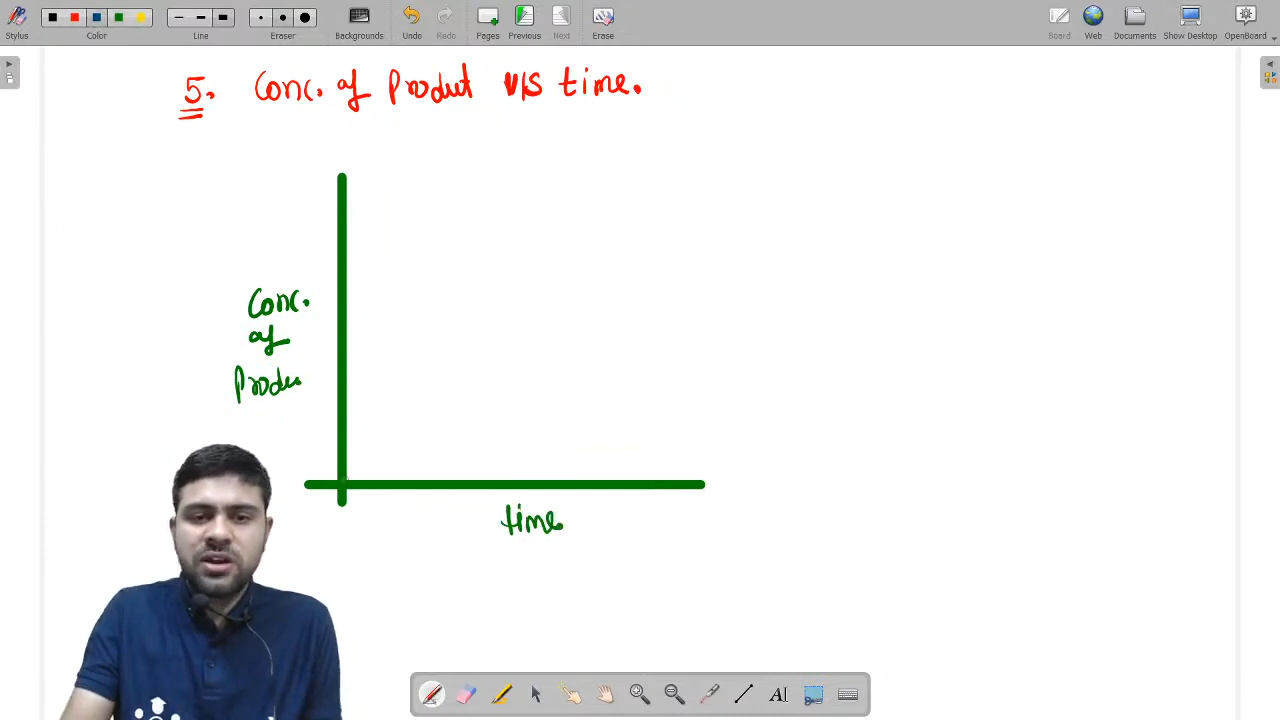 Stylus
Color
Line
Eraser
Backgrounds
Undo
Redo
Pages
Previous
Next
Erase
Board
Web
Documents
Show Desktop
OpenBoard
5. Conc. of Product v/s time.
Conc.
of
Produ
time
AI